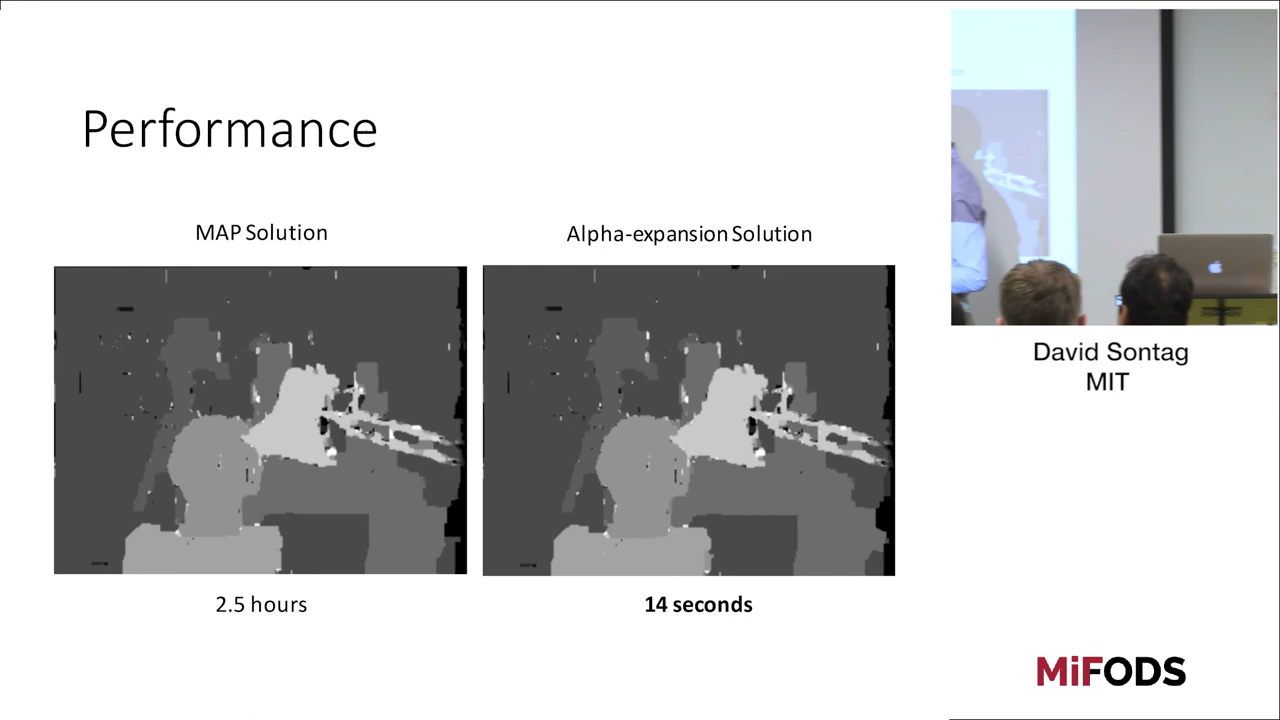 Performance
MAP Solution
Alpha-expansion Solution
2.5 hours
14 seconds
David Sontag
MIT
MiFODS